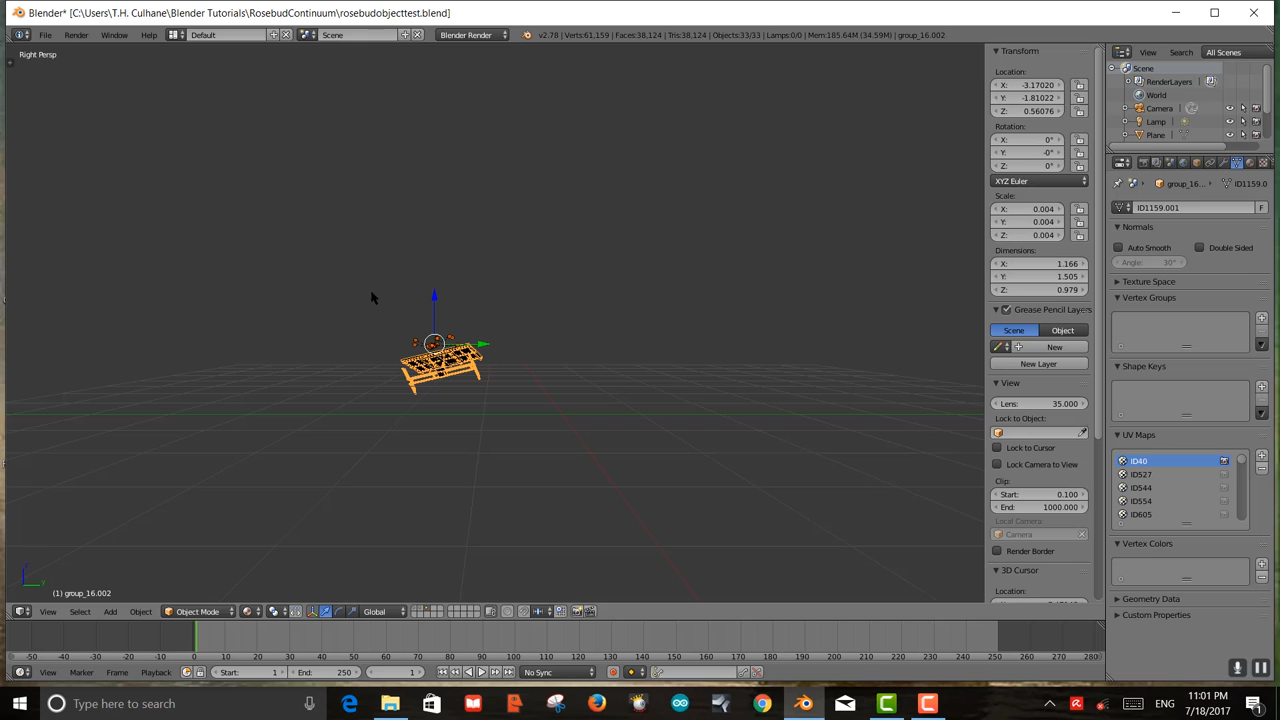 Blender* [C:\Users\T.H. Culhane\Blender Tutorials\RosebudContinuum\rosebudobjecttest.blend]
File Render Window Help Default Scene Blender Render v2.78 | Verts:61,159 | Faces:38,124 | Tris:38,124 | Objects:33/33 | Lamps:0/0 | Mem:185.64M (34.59M) | group_16.002
View Search All Scenes
Right Persp
Transform
Location:
X: -3.17020
Y: -1.81022
Z: 0.56076
Rotation:
X: 0°
Y: -0°
Z: 0°
XYZ Euler
Scale:
X: 0.004
Y: 0.004
Z: 0.004
Dimensions:
X: 1.166
Y: 1.505
Z: 0.979
Grease Pencil Layers
Scene Object
New
New Layer
View
Lens: 35.000
Lock to Object:
Lock to Cursor
Lock Camera to View
Clip:
Start: 0.100
End: 1000.000
Local Camera:
Camera
Render Border
3D Cursor
Location:
Scene
RenderLayers
World
Camera
Lamp
Plane
group_16... ID1159.0
ID1159.001 F
Normals
Auto Smooth Double Sided
Angle: 30°
Texture Space
Vertex Groups
Shape Keys
UV Maps
ID40
ID527
ID544
ID554
ID605
Vertex Colors
Geometry Data
Custom Properties
z
y
(1) group_16.002
View Select Add Object Object Mode Global
-50 -40 -30 -20 -10 0 10 20 30 40 50 60 70 80 90 100 110 120 130 140 150 160 170 180 190 200 210 220 230 240 250 260 270 280
View Marker Frame Playback Start: 1 End: 250 1 No Sync
Type here to search
ENG
11:01 PM
7/18/2017